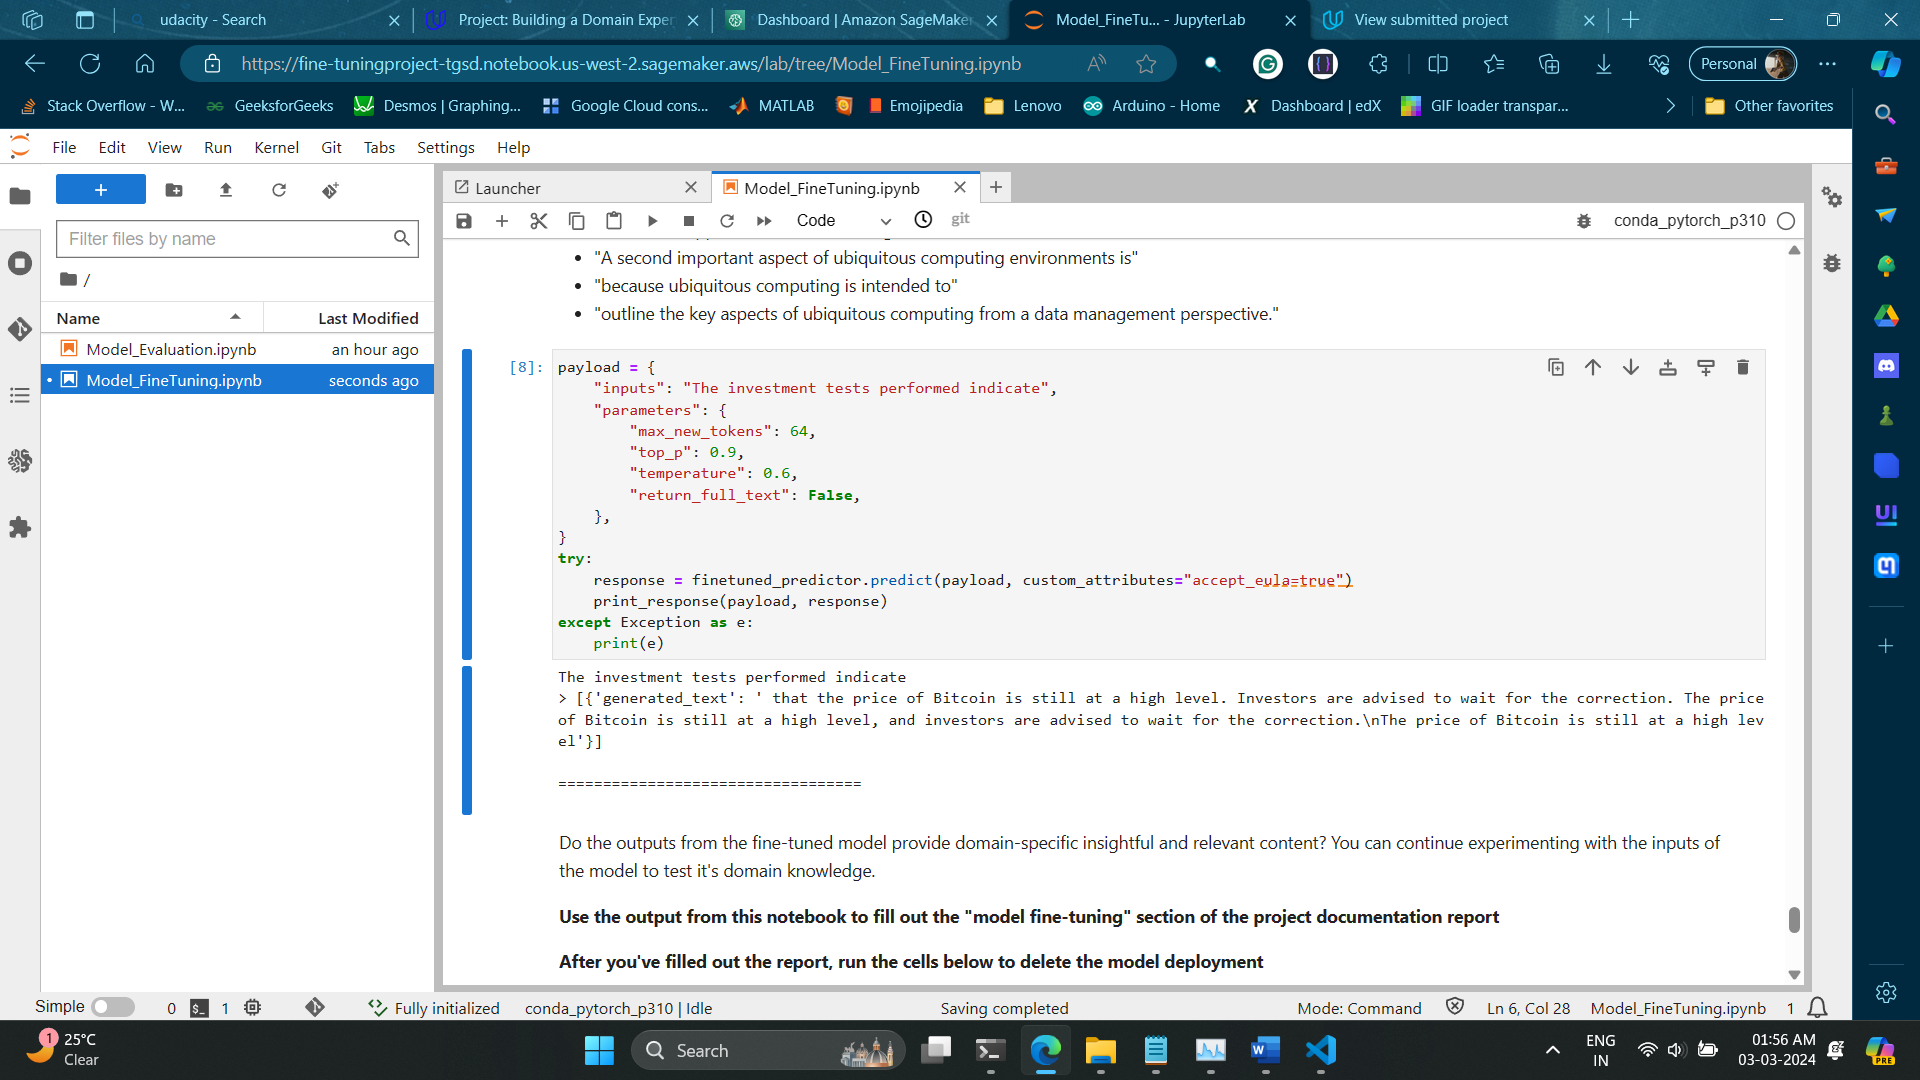 udacity - Search
Project: Building a Domain Exper
Dashboard | Amazon SageMake
Model_FineTu... - JupyterLab
View submitted project
https://fine-tuningproject-tgsd.notebook.us-west-2.sagemaker.aws/lab/tree/Model_FineTuning.ipynb
Personal
Stack Overflow - W...
GeeksforGeeks
Desmos | Graphing...
Google Cloud cons...
MATLAB
Emojipedia
Lenovo
Arduino - Home
Dashboard | edX
GIF loader transpar...
Other favorites
File Edit View Run Kernel Git Tabs Settings Help
Launcher
Model_FineTuning.ipynb
Code
git
conda_pytorch_p310
Filter files by name
/
Name Last Modified
Model_Evaluation.ipynb an hour ago
Model_FineTuning.ipynb seconds ago
• "A second important aspect of ubiquitous computing environments is"
• "because ubiquitous computing is intended to"
• "outline the key aspects of ubiquitous computing from a data management perspective."
[8]: payload = {
"inputs": "The investment tests performed indicate",
"parameters": {
"max_new_tokens": 64,
"top_p": 0.9,
"temperature": 0.6,
"return_full_text": False,
},
}
try:
response = finetuned_predictor.predict(payload, custom_attributes="accept_eula=true")
print_response(payload, response)
except Exception as e:
print(e)
The investment tests performed indicate
> [{'generated_text': ' that the price of Bitcoin is still at a high level. Investors are advised to wait for the correction. The price
of Bitcoin is still at a high level, and investors are advised to wait for the correction.\nThe price of Bitcoin is still at a high lev
el'}]
==================================
Do the outputs from the fine-tuned model provide domain-specific insightful and relevant content? You can continue experimenting with the inputs of
the model to test it's domain knowledge.
Use the output from this notebook to fill out the "model fine-tuning" section of the project documentation report
After you've filled out the report, run the cells below to delete the model deployment
Simple
0
1
Fully initialized
conda_pytorch_p310 | Idle
Saving completed
Mode: Command
Ln 6, Col 28
Model_FineTuning.ipynb
1
1
25°C
Clear
Search
ENG
IN
01:56 AM
03-03-2024
PRE